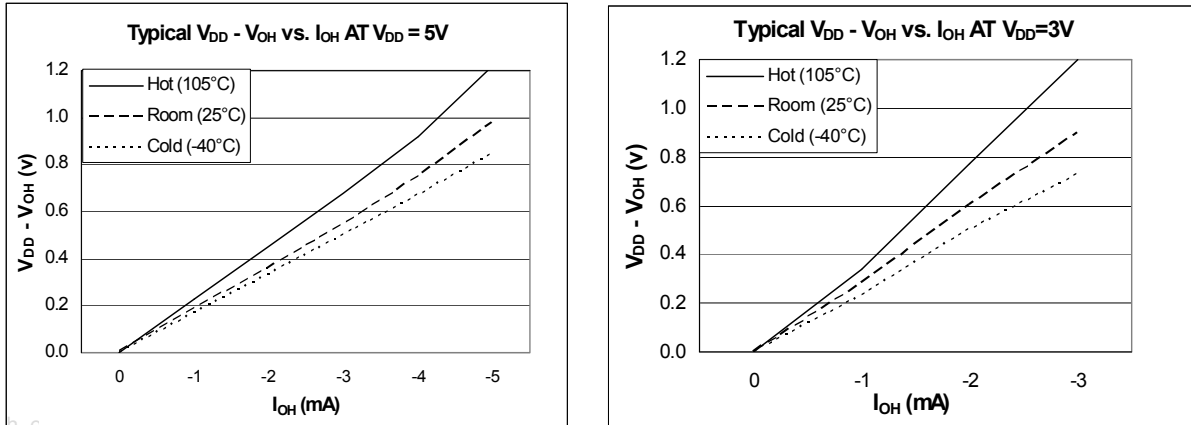 Typical VDD - VOH vs. IOH AT VDD = 5V
1.2
1.0
0.8
0.6
0.4
0.2
0.0
VDD - VOH (v)
Hot (105°C)
Room (25°C)
Cold (-40°C)
0 -1 -2 -3 -4 -5
IOH (mA)
Typical VDD - VOH vs. IOH AT VDD=3V
1.2
1.0
0.8
0.6
0.4
0.2
0.0
VDD - VOH (v)
Hot (105°C)
Room (25°C)
Cold (-40°C)
0 -1 -2 -3
IOH (mA)